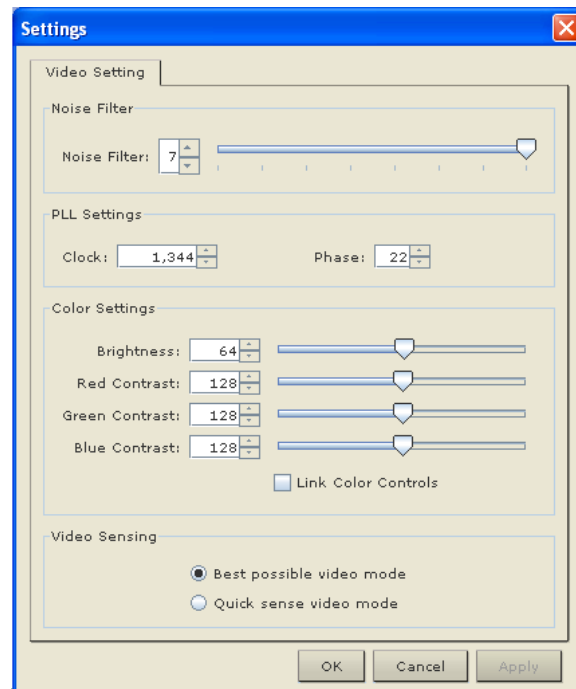 Settings
Video Setting
Noise Filter
Noise Filter: 7
PLL Settings
Clock: 1,344 Phase: 22
Color Settings
Brightness: 64
Red Contrast: 128
Green Contrast: 128
Blue Contrast: 128
Link Color Controls
Video Sensing
Best possible video mode
Quick sense video mode
OK Cancel Apply